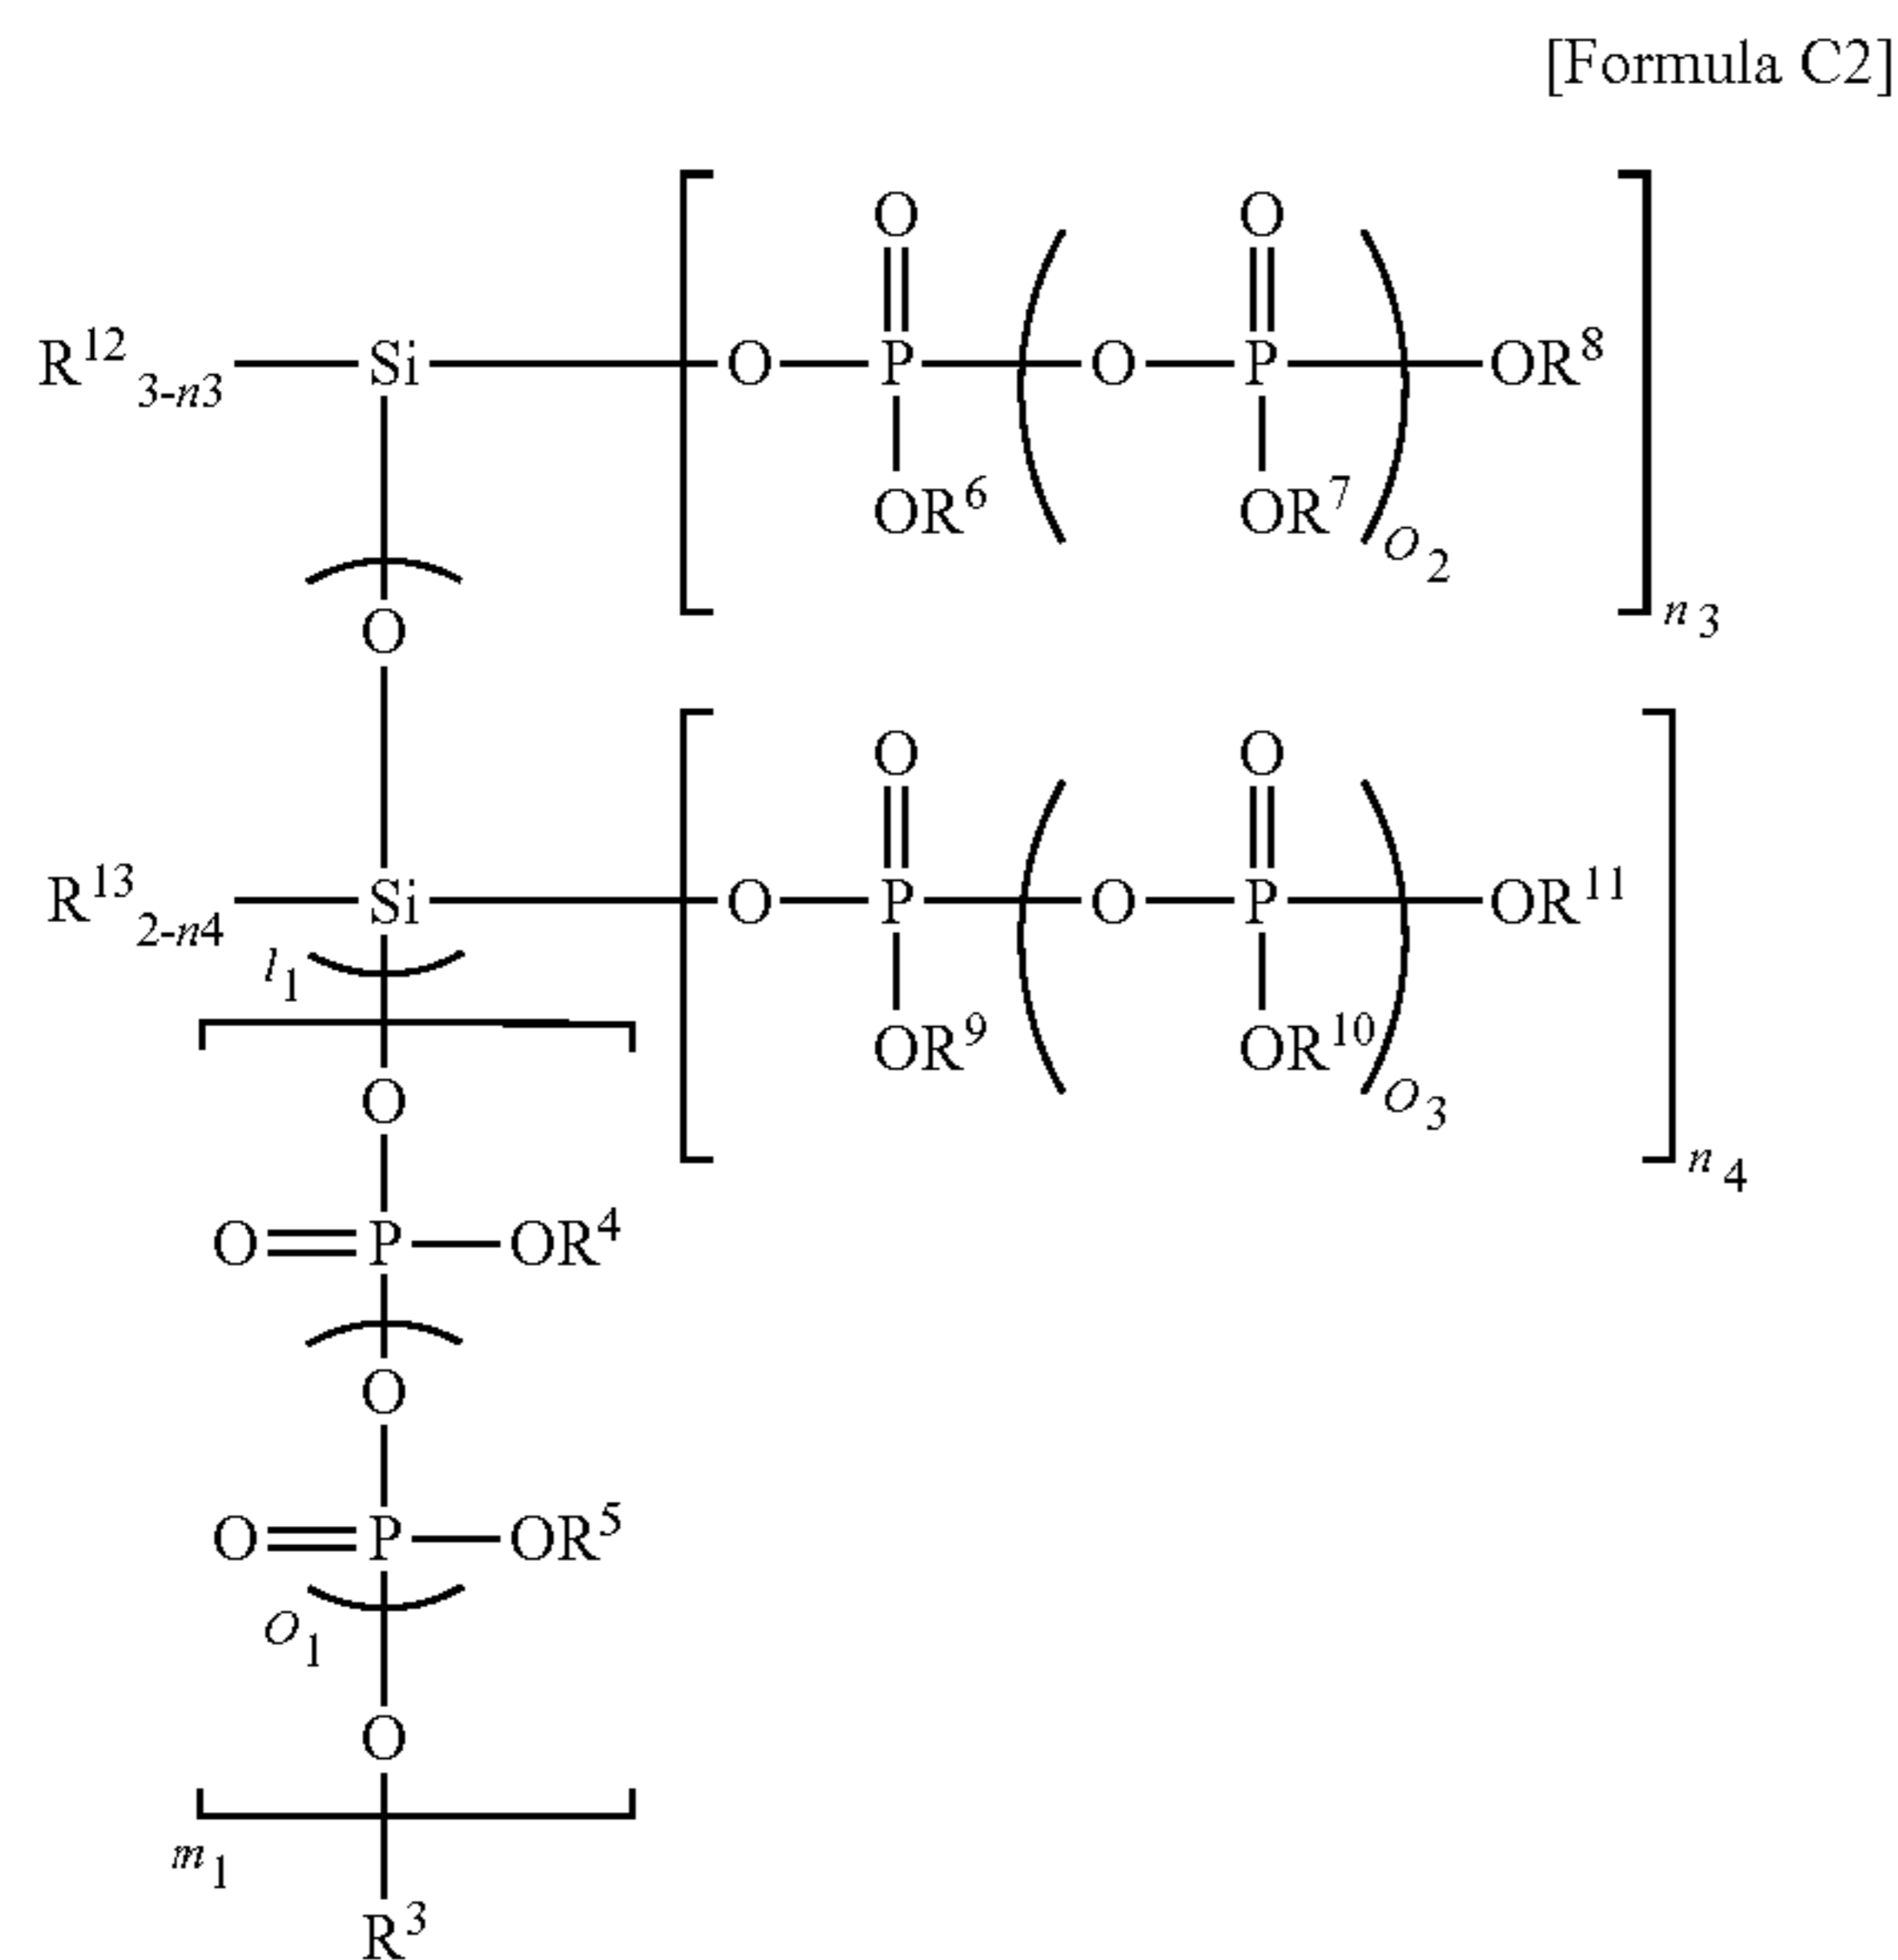 [Formula C2]
O O
R¹² 3-n3 Si O P O P OR⁸
OR⁶ OR⁷ O₂
n₃
O
O O
R¹³ 2-n4 Si O P O P OR¹¹
l₁
OR⁹ OR¹⁰ O₃
n₄
O
O P OR⁴
O
O P OR⁵
O₁
O
m₁
R³